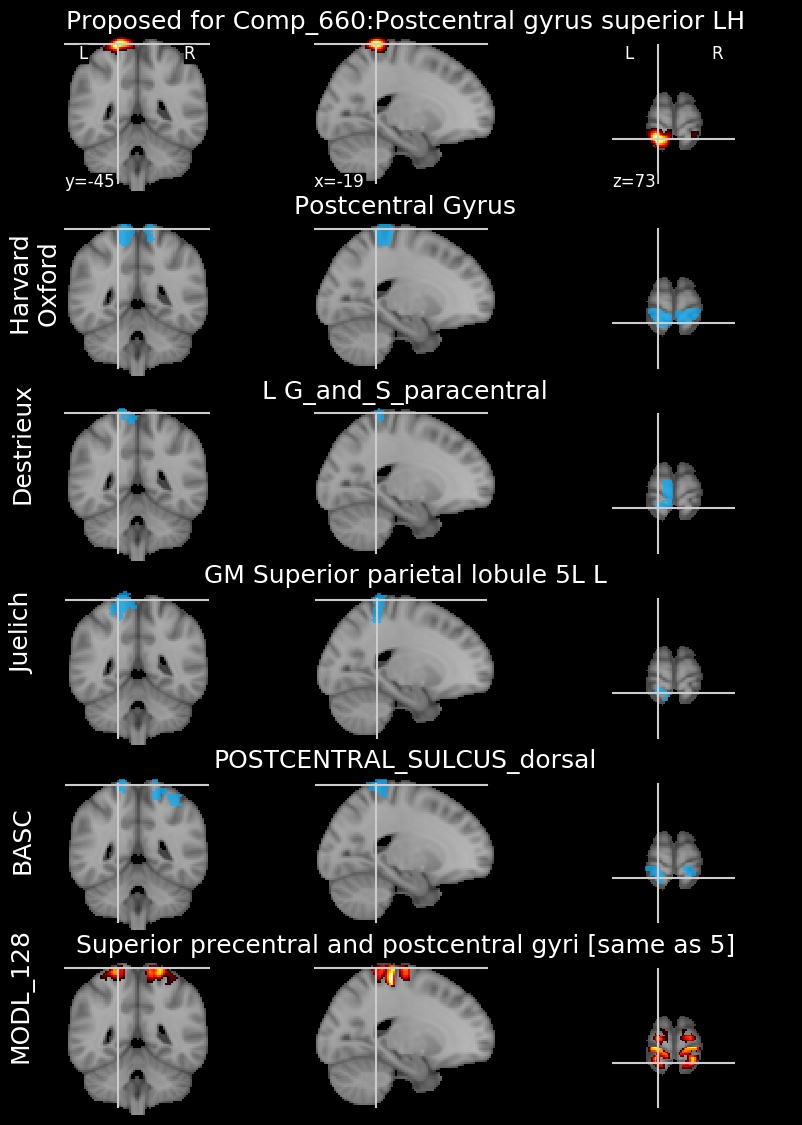 Proposed for Comp_660:Postcentral gyrus superior LH
L R
L R
y=-45
x=-19
z=73
Postcentral Gyrus
Harvard
Oxford
L G_and_S_paracentral
Destrieux
GM Superior parietal lobule 5L L
Juelich
POSTCENTRAL_SULCUS_dorsal
BASC
Superior precentral and postcentral gyri [same as 5]
MODL_128